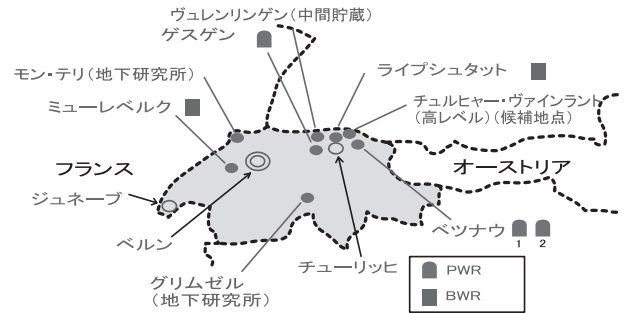 ヴュレンリンゲン(中間貯蔵)
ゲスゲン
モン・テリ(地下研究所)
ライプシュタット
ミューレベルク
チュルヒャー・ヴァインラント
(高レベル)(候補地点)
フランス
オーストリア
ジュネーブ
ベツナウ
1 2
ベルン
チューリッヒ
グリムゼル
(地下研究所)
PWR
BWR